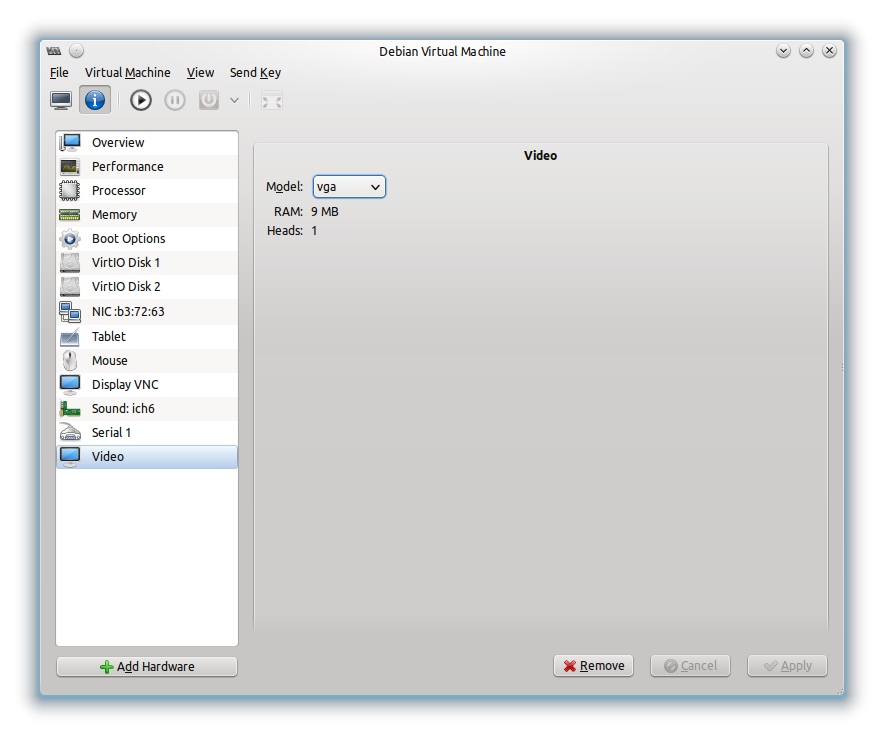 Debian Virtual Machine
File Virtual Machine View Send Key
Overview
Performance
Processor
Memory
Boot Options
VirtIO Disk 1
VirtIO Disk 2
NIC :b3:72:63
Tablet
Mouse
Display VNC
Sound: ich6
Serial 1
Video
Add Hardware
Video
Model: vga
RAM: 9 MB
Heads: 1
Remove Cancel Apply